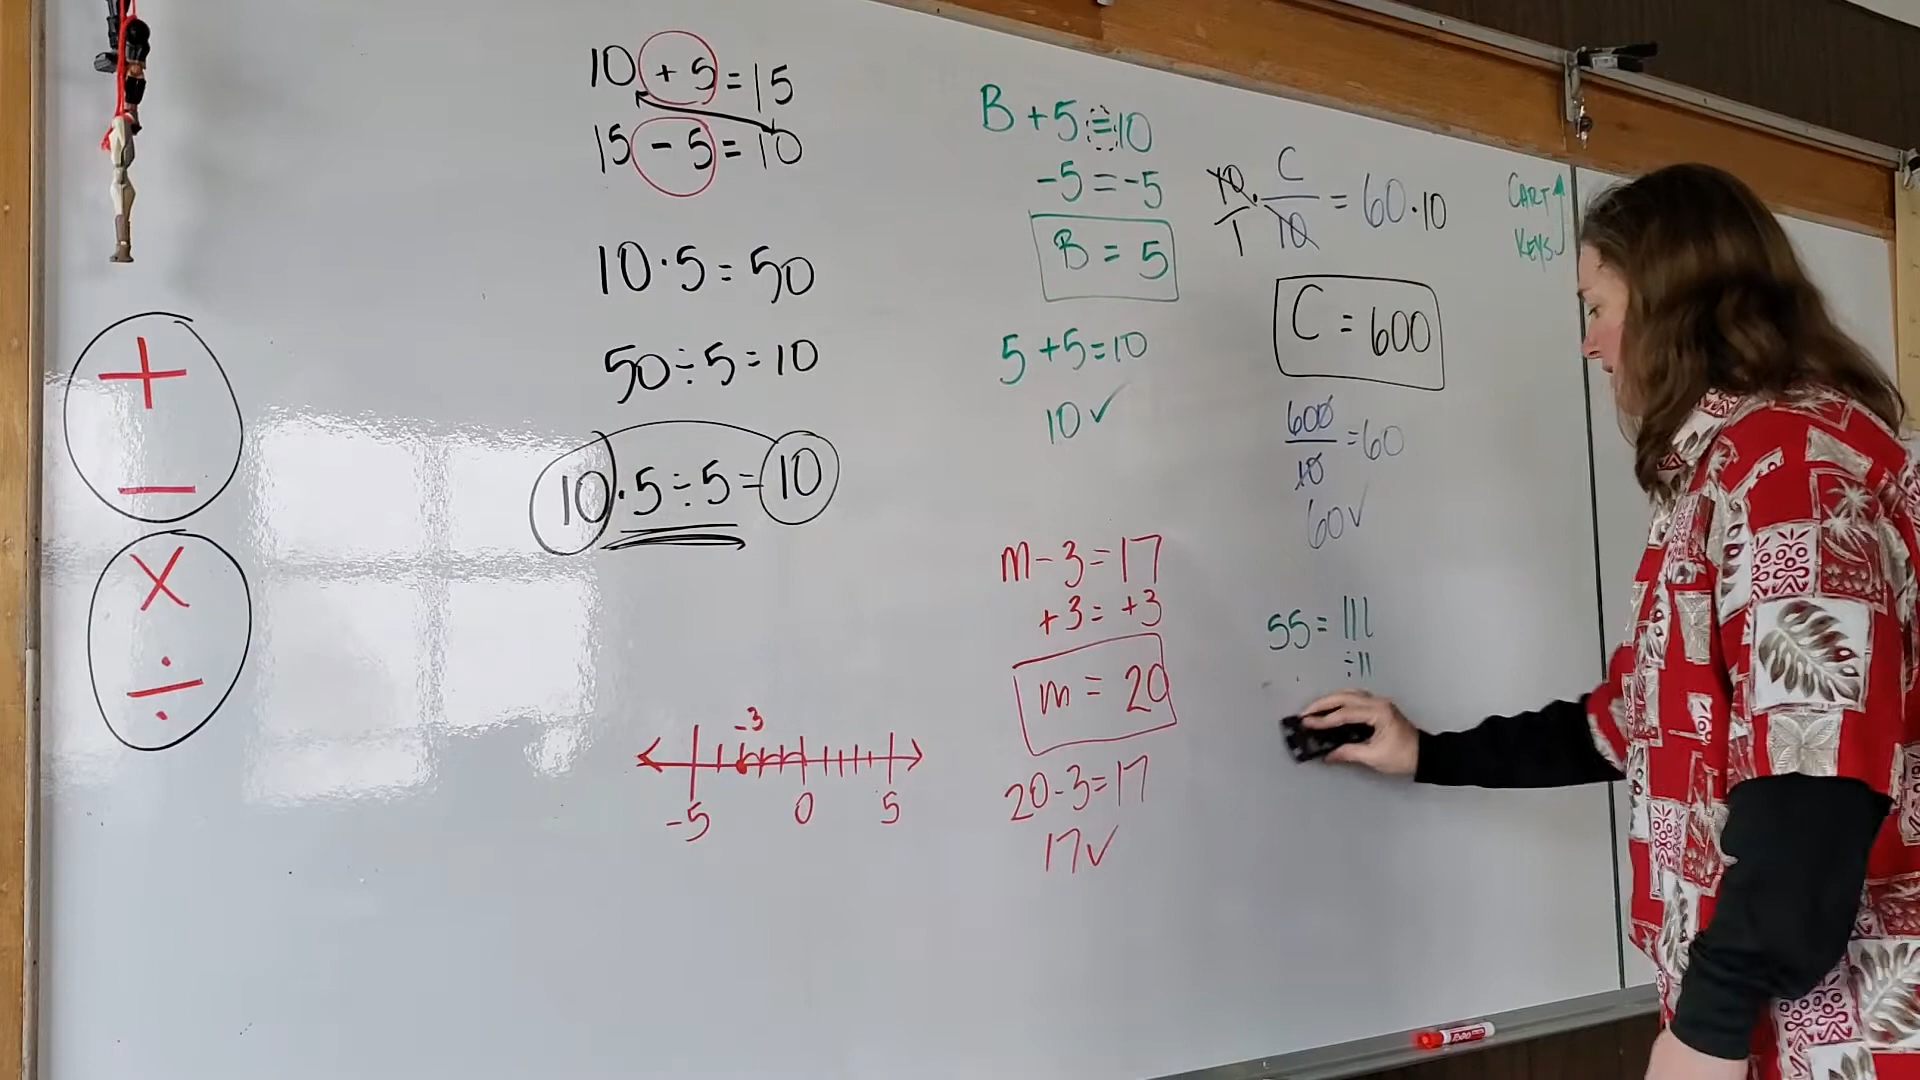 10 + 5 = 15
15 - 5 = 10
10 · 5 = 50
50 ÷ 5 = 10
10 · 5 ÷ 5 = 10
+
−
×
÷
-3
-5 0 5
B + 5 = 10
-5 = -5
B = 5
5 + 5 = 10
10 ✓
m - 3 = 17
+3 = +3
m = 20
20 - 3 = 17
17 ✓
10/1 · C/10 = 60 · 10
C = 600
600/10 = 60
60 ✓
55 = 11l
÷11
CART
KEYS